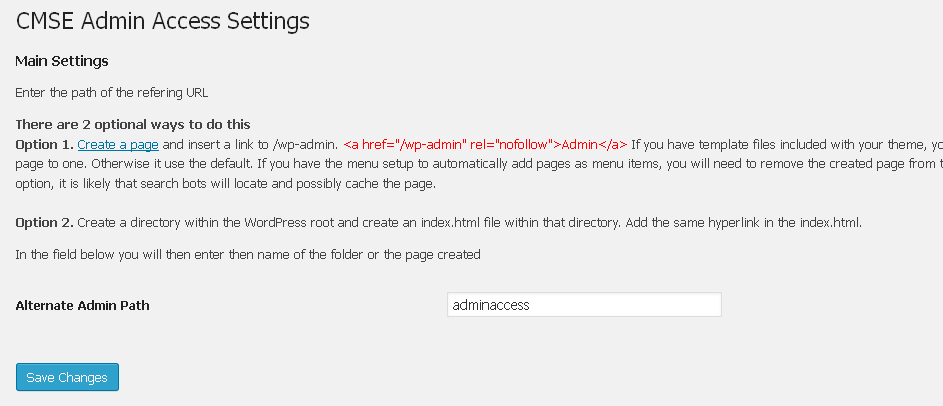 CMSE Admin Access Settings
Main Settings
Enter the path of the refering URL
There are 2 optional ways to do this
Option 1. Create a page and insert a link to /wp-admin. <a href="/wp-admin" rel="nofollow">Admin</a> If you have template files included with your theme,
page to one. Otherwise it use the default. If you have the menu setup to automatically add pages as menu items, you will need to remove the created page from
option, it is likely that search bots will locate and possibly cache the page.
Option 2. Create a directory within the WordPress root and create an index.html file within that directory. Add the same hyperlink in the index.html.
In the field below you will then enter then name of the folder or the page created
Alternate Admin Path
adminaccess
Save Changes